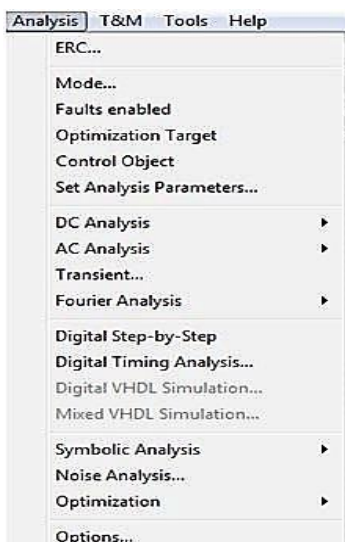 Analysis T&M Tools Help
ERC...
Mode...
Faults enabled
Optimization Target
Control Object
Set Analysis Parameters...
DC Analysis
AC Analysis
Transient...
Fourier Analysis
Digital Step-by-Step
Digital Timing Analysis...
Digital VHDL Simulation...
Mixed VHDL Simulation...
Symbolic Analysis
Noise Analysis...
Optimization
Options...